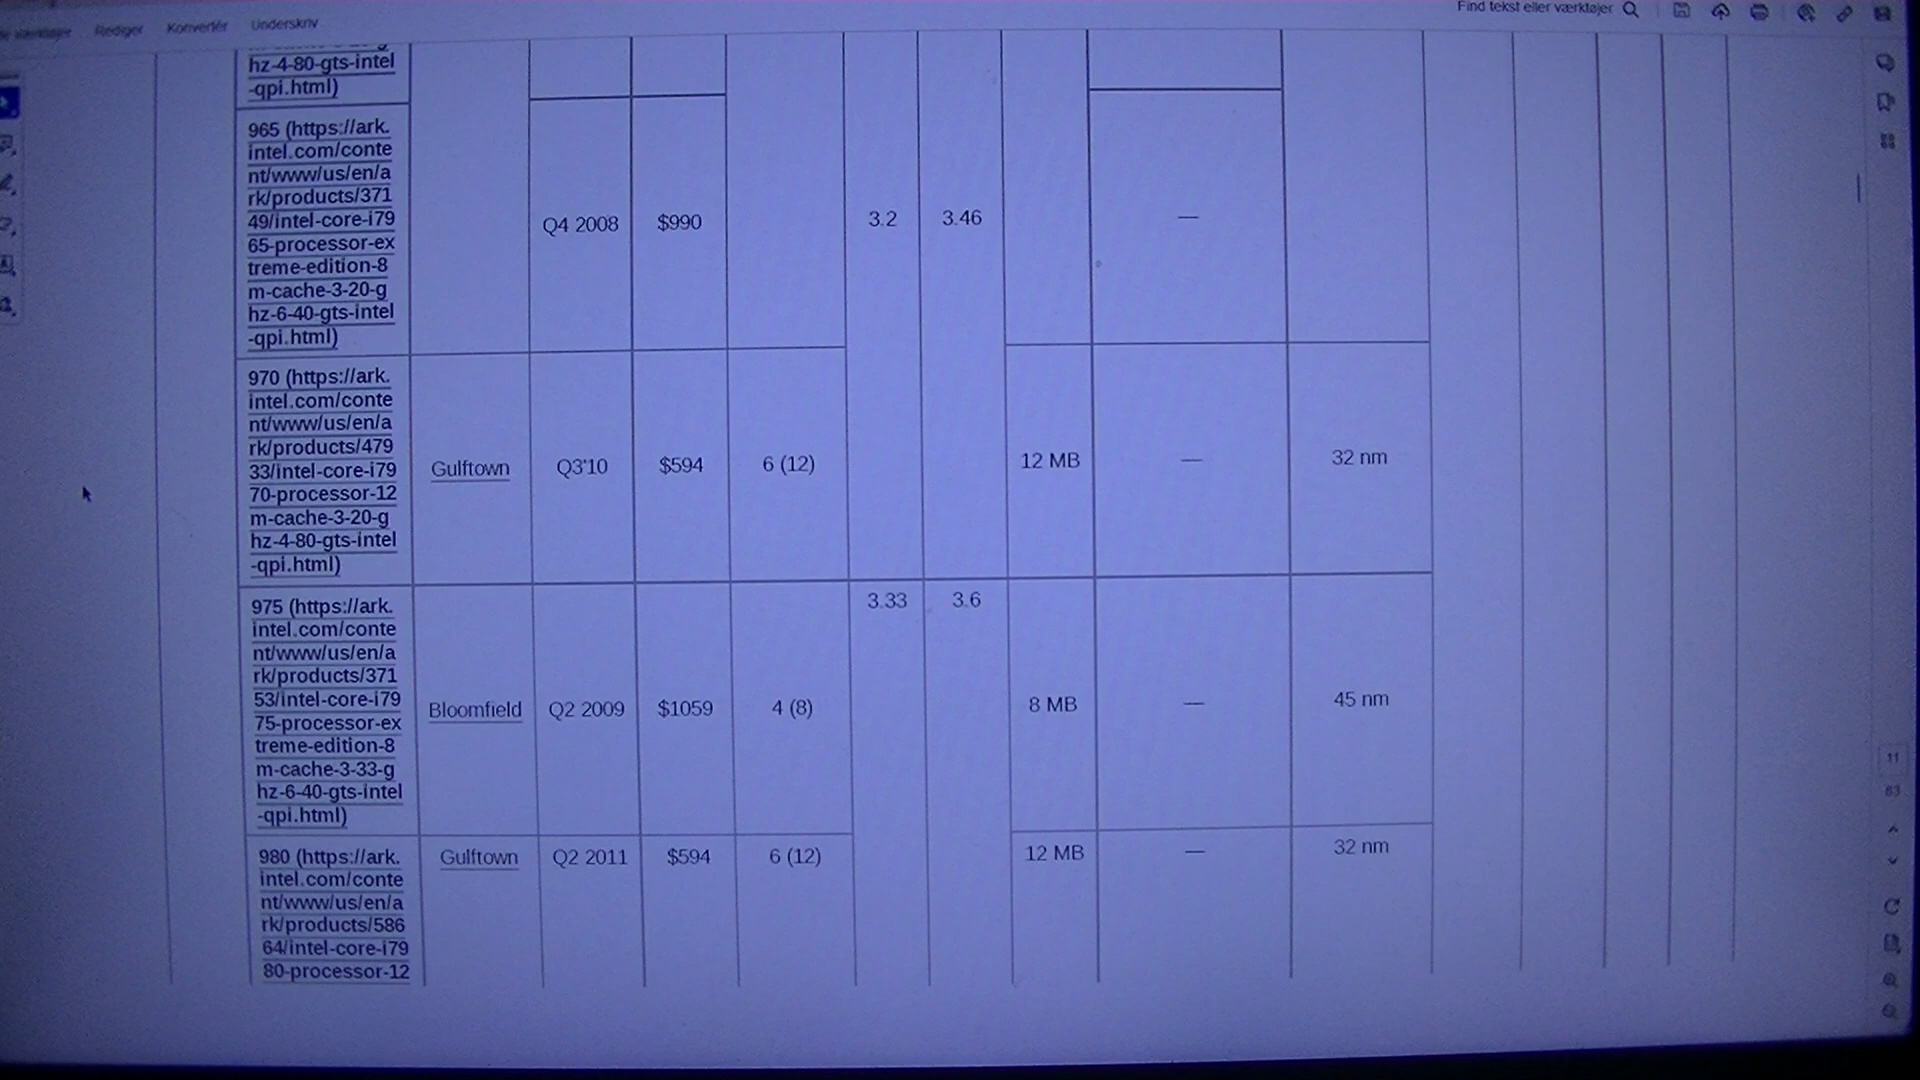 Find tekst eller værktøjer
Rediger Konvertér Underskriv
hz-4-80-gts-intel
-qpi.html)
965 (https://ark.
intel.com/conte
nt/www/us/en/a
rk/products/371
49/intel-core-i79
65-processor-ex
treme-edition-8
m-cache-3-20-g
hz-6-40-gts-intel
-qpi.html)
Q4 2008 $990 3.2 3.46 —
970 (https://ark.
intel.com/conte
nt/www/us/en/a
rk/products/479
33/intel-core-i79
70-processor-12
m-cache-3-20-g
hz-4-80-gts-intel
-qpi.html)
Gulftown Q3'10 $594 6 (12) 12 MB — 32 nm
975 (https://ark.
intel.com/conte
nt/www/us/en/a
rk/products/371
53/intel-core-i79
75-processor-ex
treme-edition-8
m-cache-3-33-g
hz-6-40-gts-intel
-qpi.html)
Bloomfield Q2 2009 $1059 4 (8) 3.33 3.6 8 MB — 45 nm
980 (https://ark.
intel.com/conte
nt/www/us/en/a
rk/products/586
64/intel-core-i79
80-processor-12
Gulftown Q2 2011 $594 6 (12) 12 MB — 32 nm
11
83